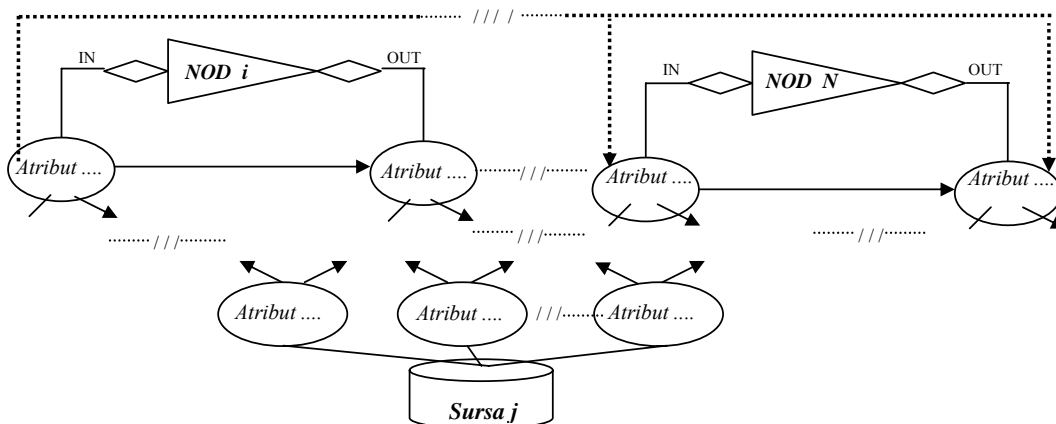 / / / /
IN
NOD i
OUT
IN
NOD N
OUT
Atribut ....
Atribut ....
/ / /
Atribut ....
Atribut ....
/ / /
/ / /
/ / /
Atribut ....
Atribut ....
/ / /
Atribut ....
Sursa j